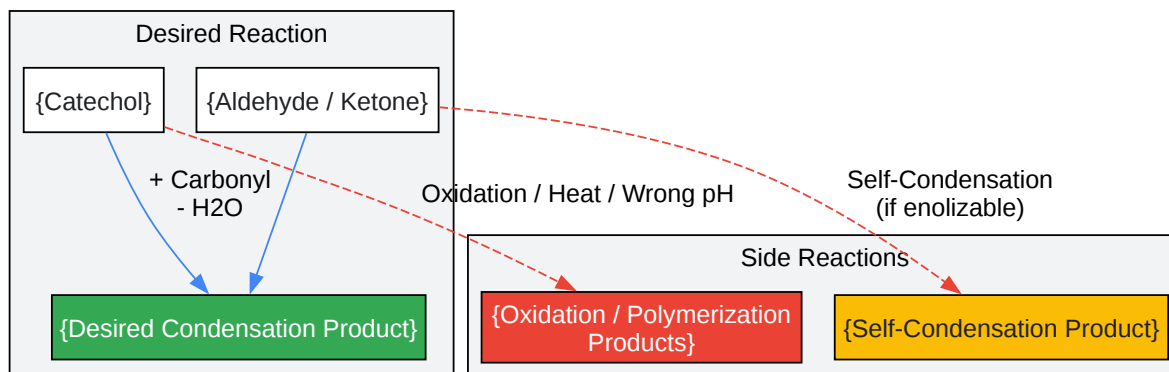 Desired Reaction
{Catechol}
{Aldehyde / Ketone}
+ Carbonyl
- H2O
Oxidation / Heat / Wrong pH
Self-Condensation
(if enolizable)
Side Reactions
{Desired Condensation Product}
{Oxidation / Polymerization
Products}
{Self-Condensation Product}